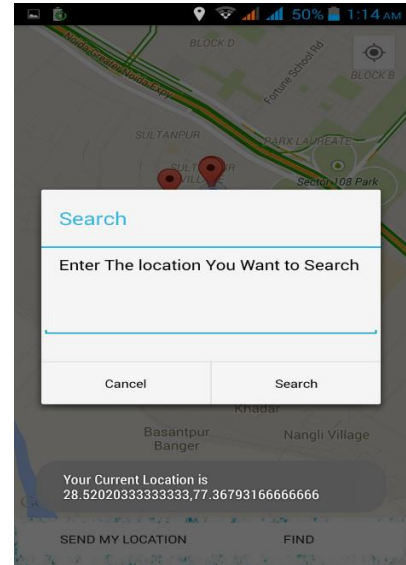 50% 1:14 AM
BLOCK D
Noida-Greater Noida Expy
Fortune School Rd
BLOCK B
SULTANPUR
PARX LAUREATE
Sector 108 Park
Search
Enter The location You Want to Search
Cancel
Search
Khadar
Basantpur
Banger
Nangli Village
Your Current Location is
28.52020333333333,77.36793166666666
SEND MY LOCATION
FIND